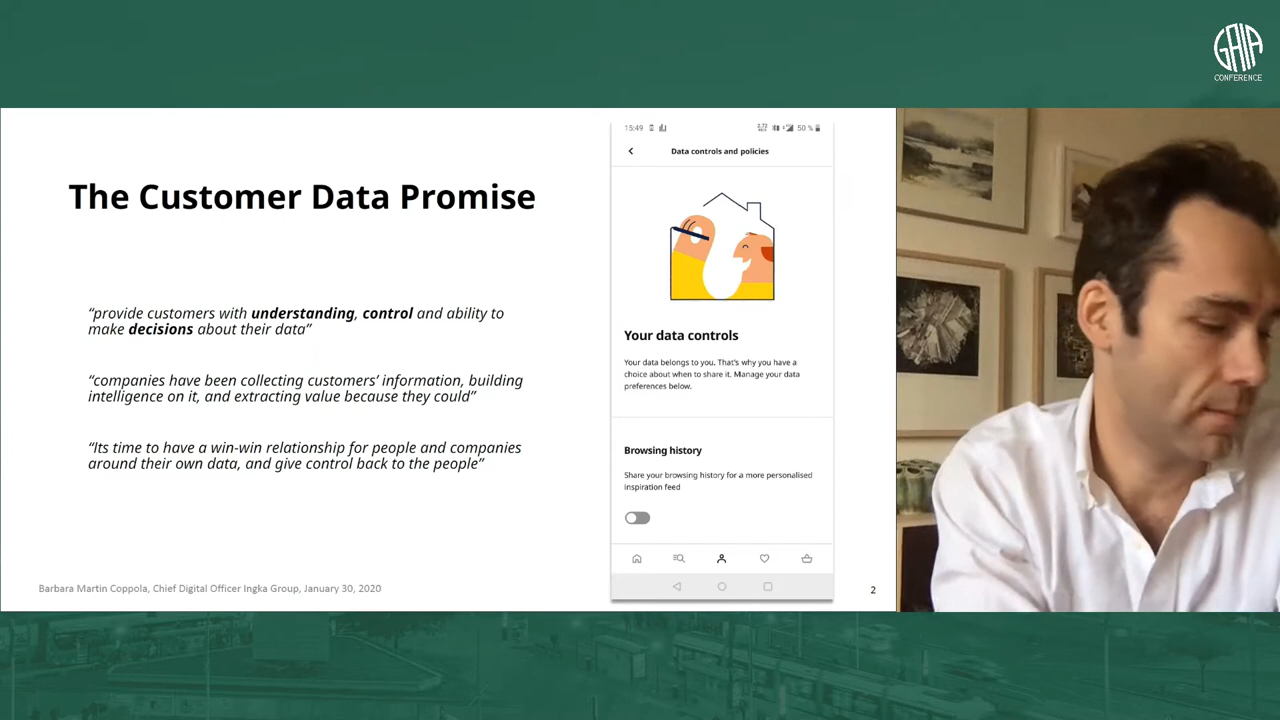 GAIA
CONFERENCE
The Customer Data Promise
“provide customers with understanding, control and ability to
make decisions about their data”
“companies have been collecting customers’ information, building
intelligence on it, and extracting value because they could”
“Its time to have a win-win relationship for people and companies
around their own data, and give control back to the people”
Barbara Martin Coppola, Chief Digital Officer Ingka Group, January 30, 2020
15:49
50 %
Data controls and policies
Your data controls
Your data belongs to you. That's why you have a
choice about when to share it. Manage your data
preferences below.
Browsing history
Share your browsing history for a more personalised
inspiration feed
2